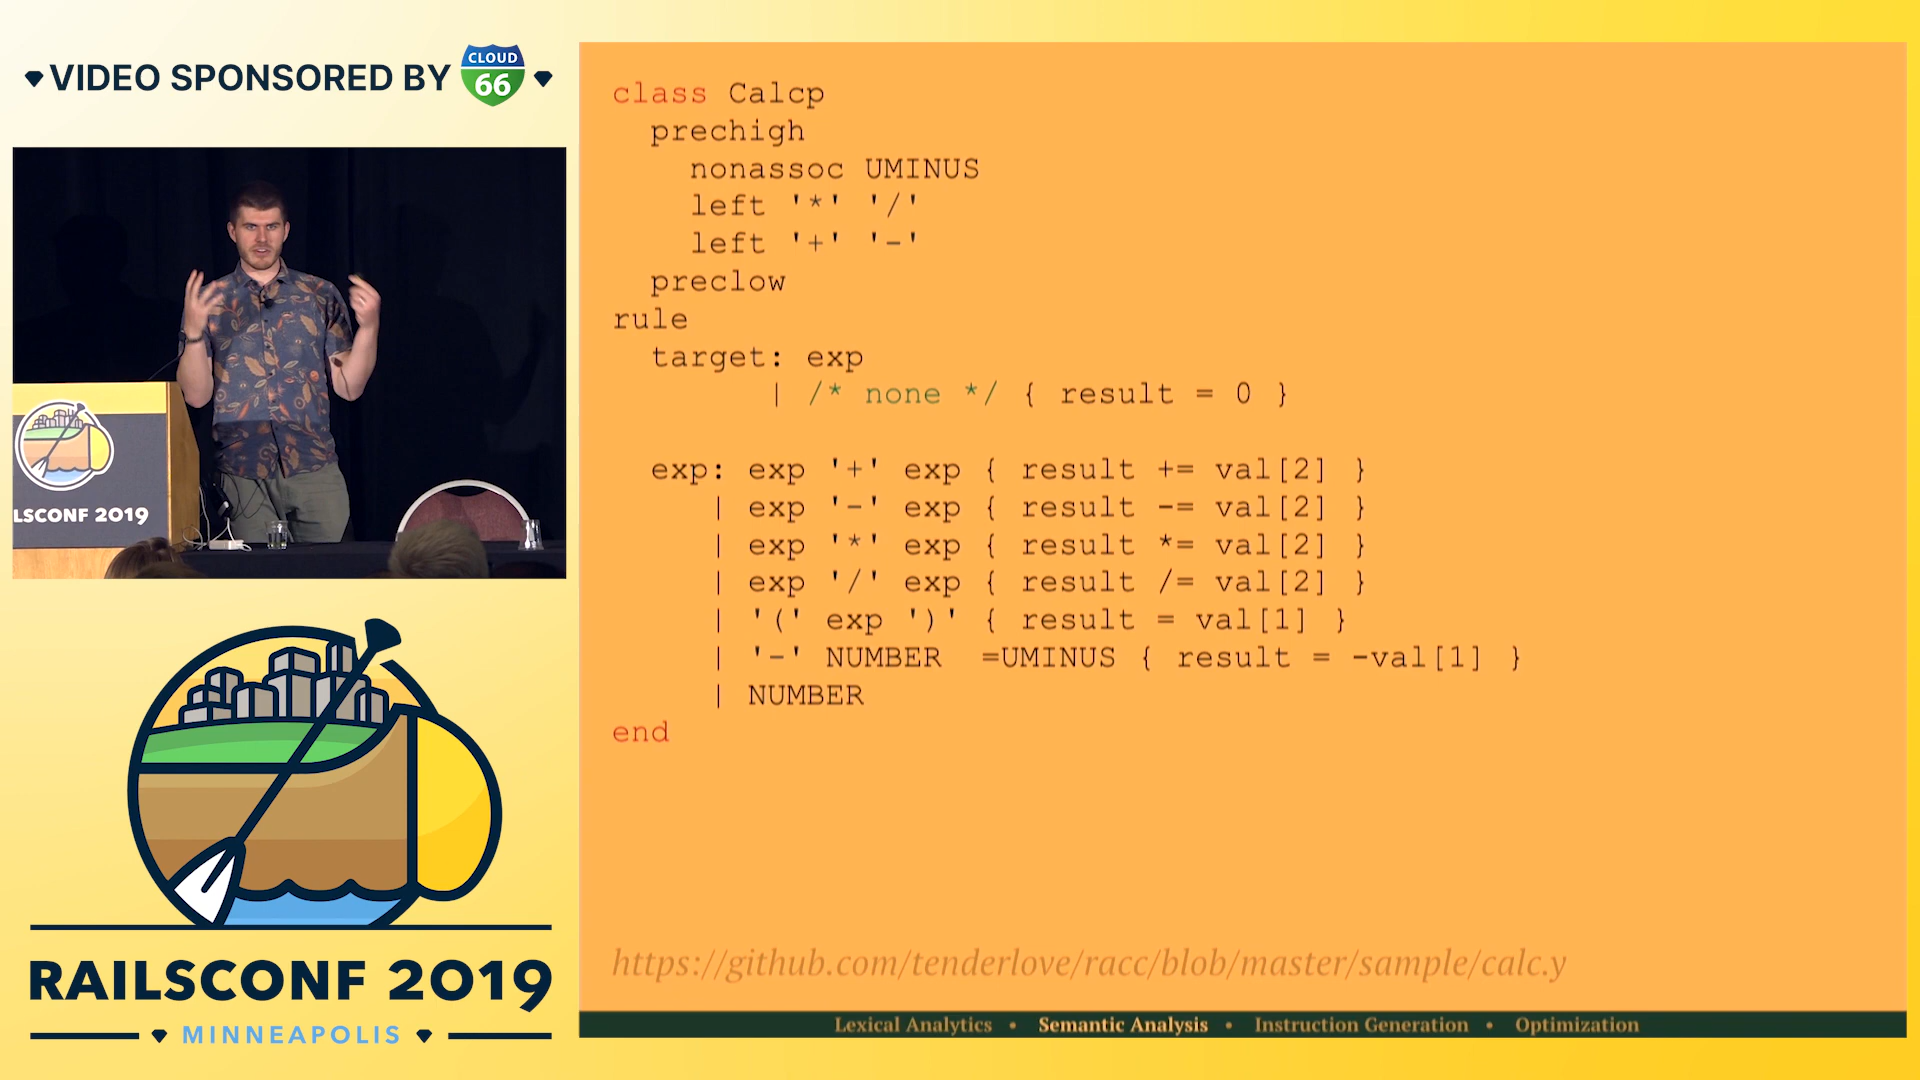 VIDEO SPONSORED BY CLOUD 66
LSCONF 2019
RAILSCONF 2019
MINNEAPOLIS
class Calcp
  prechigh
    nonassoc UMINUS
    left '*' '/'
    left '+' '-'
  preclow
rule
  target: exp
        | /* none */ { result = 0 }
  exp: exp '+' exp { result += val[2] }
     | exp '-' exp { result -= val[2] }
     | exp '*' exp { result *= val[2] }
     | exp '/' exp { result /= val[2] }
     | '(' exp ')' { result = val[1] }
     | '-' NUMBER  =UMINUS { result = -val[1] }
     | NUMBER
end
https://github.com/tenderlove/racc/blob/master/sample/calc.y
Lexical Analytics • Semantic Analysis • Instruction Generation • Optimization